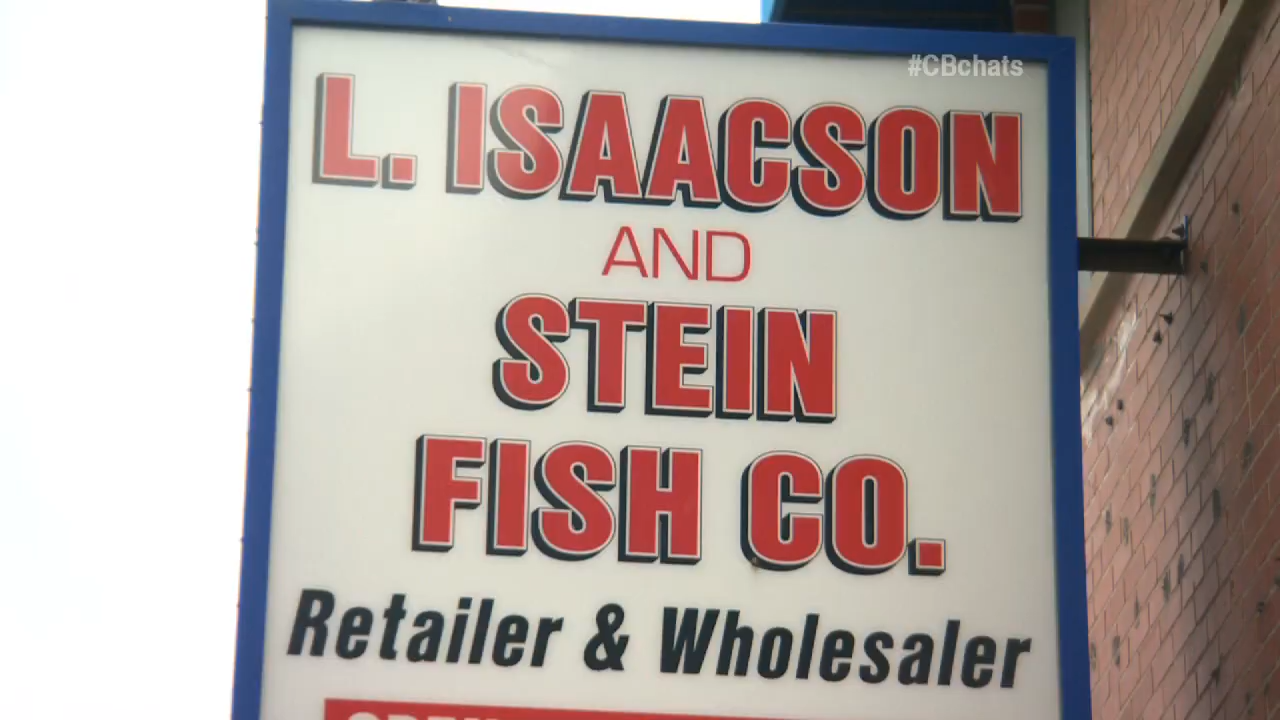 #CBchats
L. ISAACSON
AND
STEIN
FISH CO.
Retailer & Wholesaler